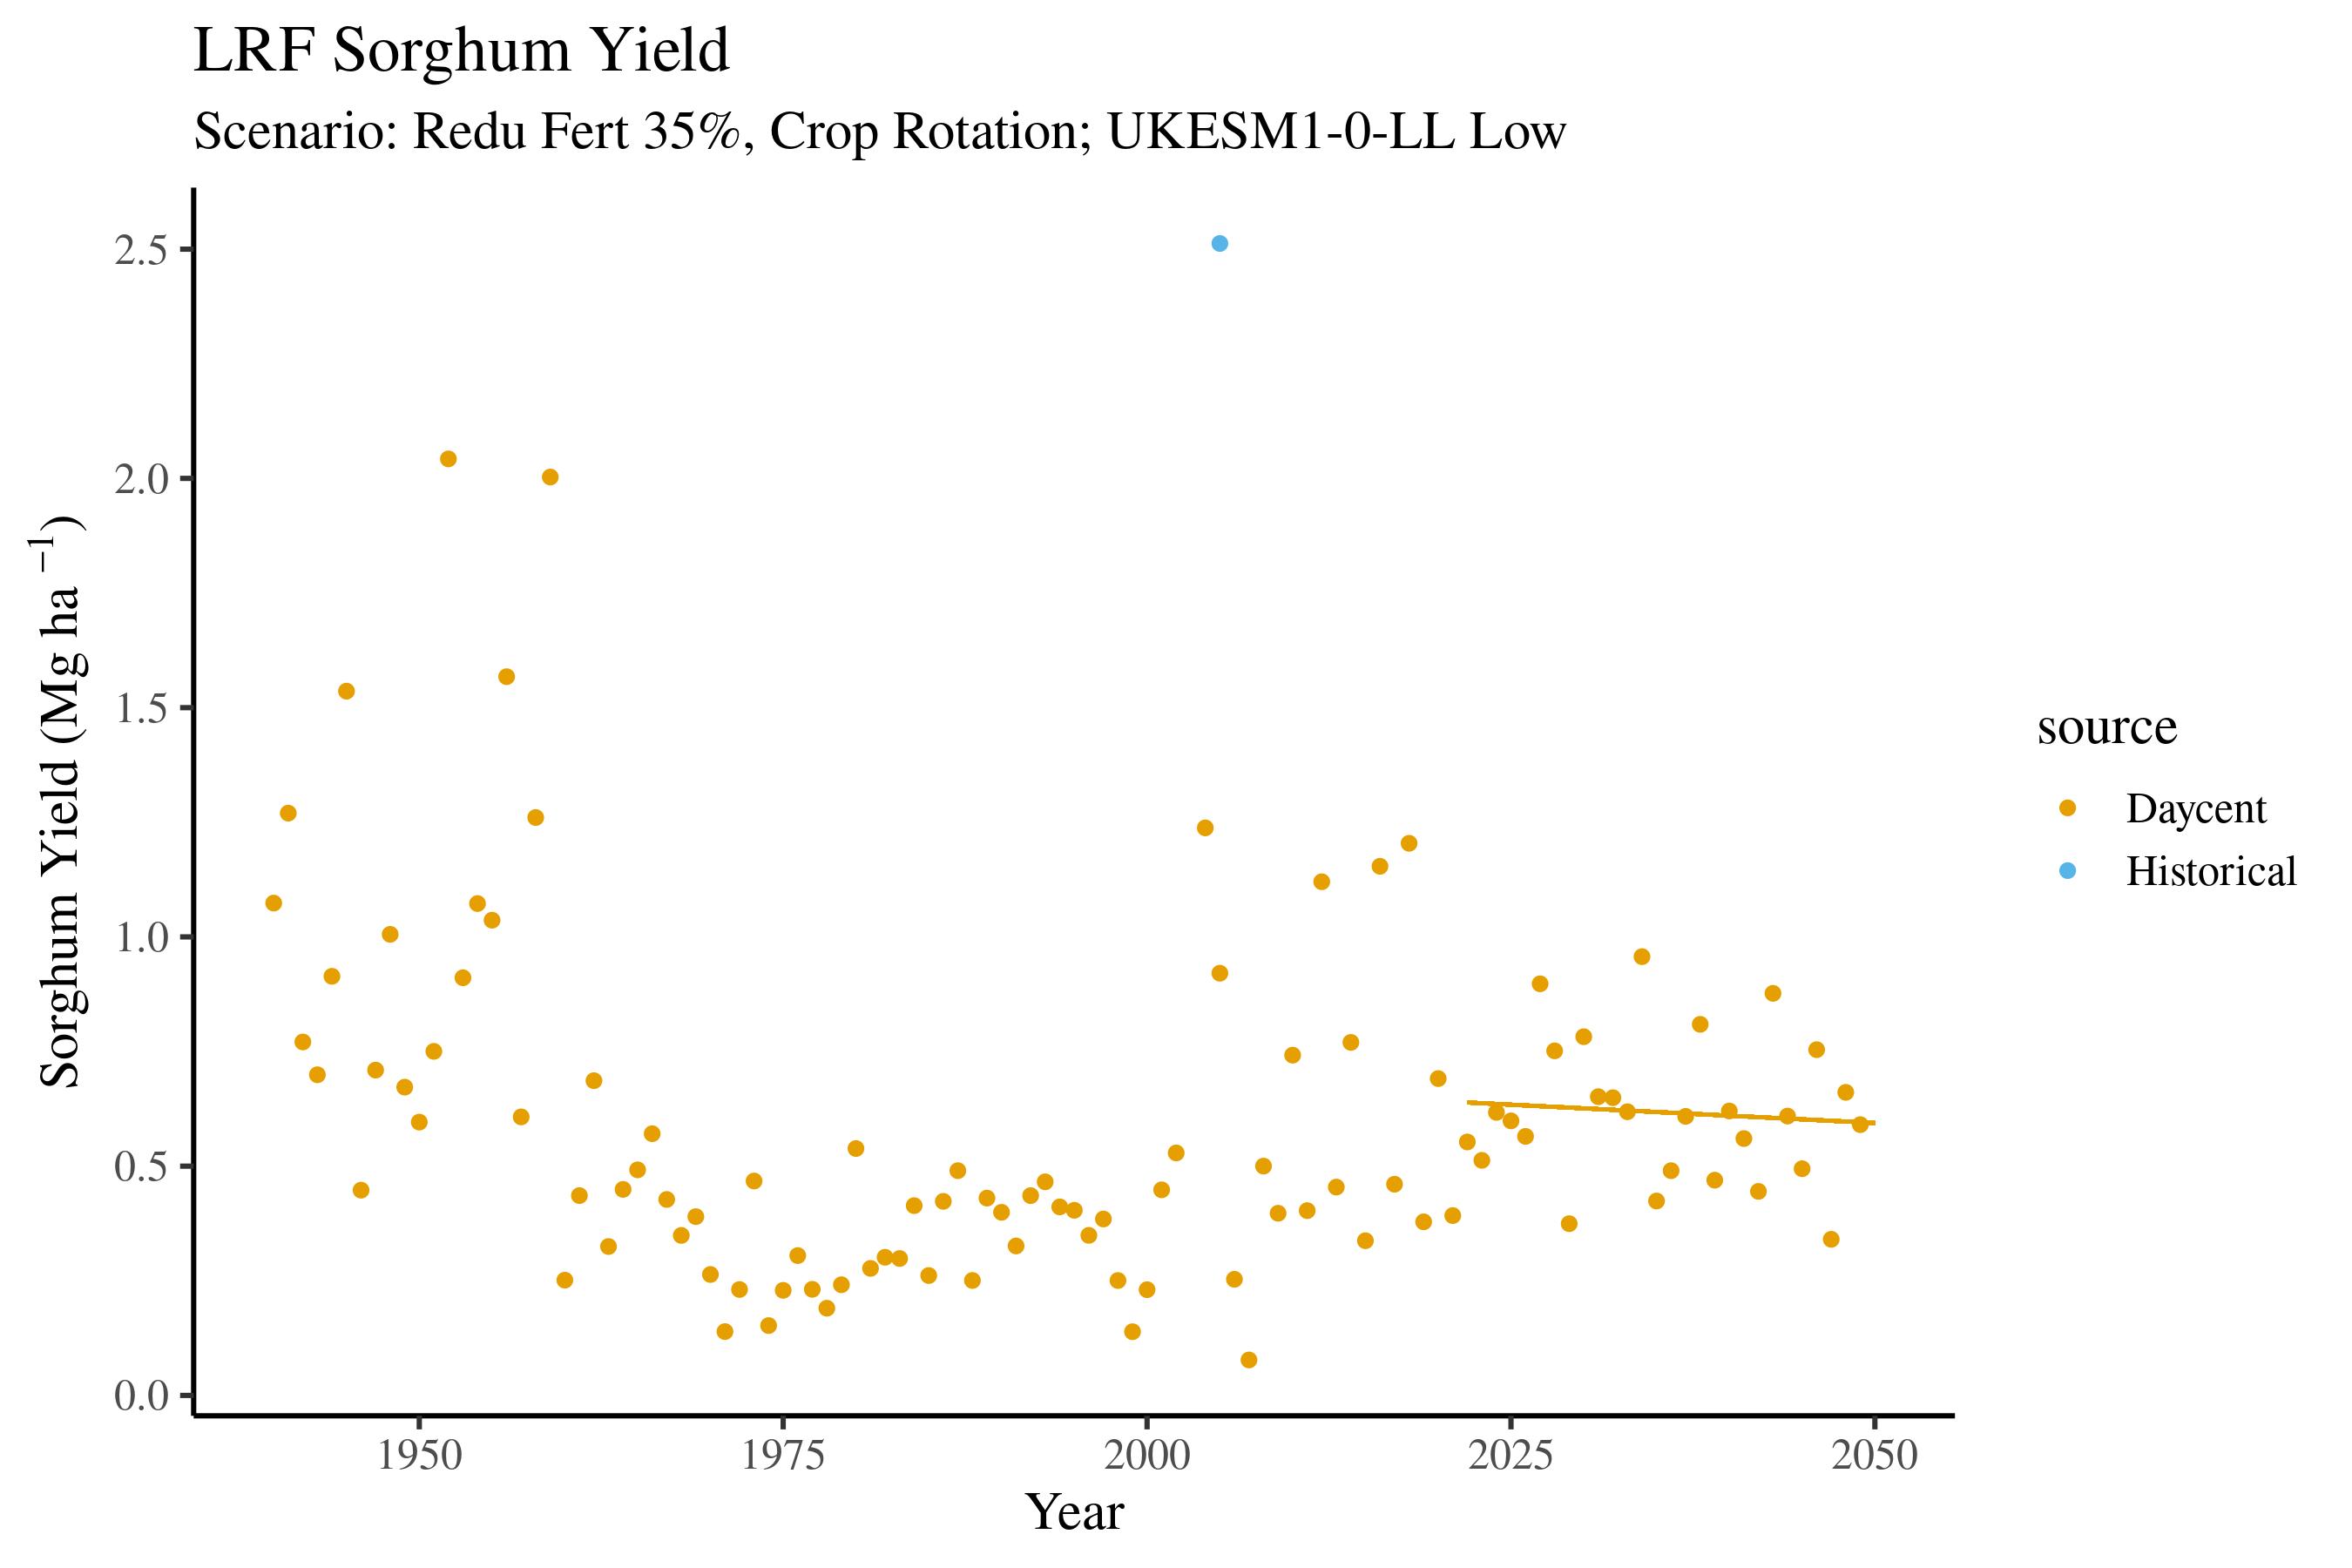 LRF Sorghum Yield
Scenario: Redu Fert 35%, Crop Rotation; UKESM1-0-LL Low
Sorghum Yield (Mg ha −1)
2.5
2.0
1.5
1.0
0.5
0.0
1950 1975 2000 2025 2050
Year
source
Daycent
Historical